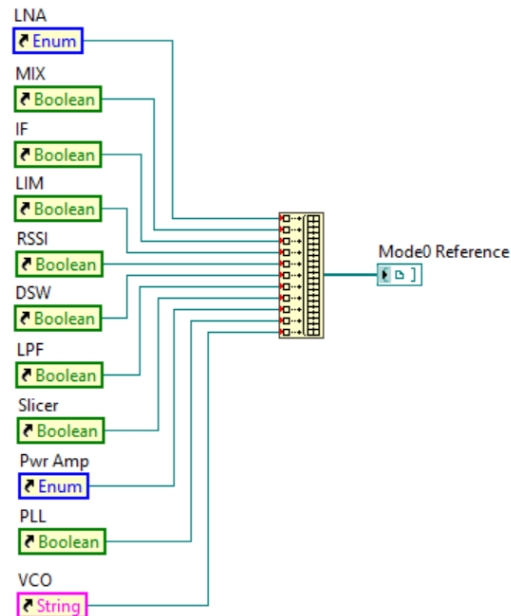 LNA
Enum
MIX
Boolean
IF
Boolean
LIM
Boolean
RSSI
Boolean
DSW
Boolean
LPF
Boolean
Slicer
Boolean
Pwr Amp
Enum
PLL
Boolean
VCO
String
Mode0 Reference